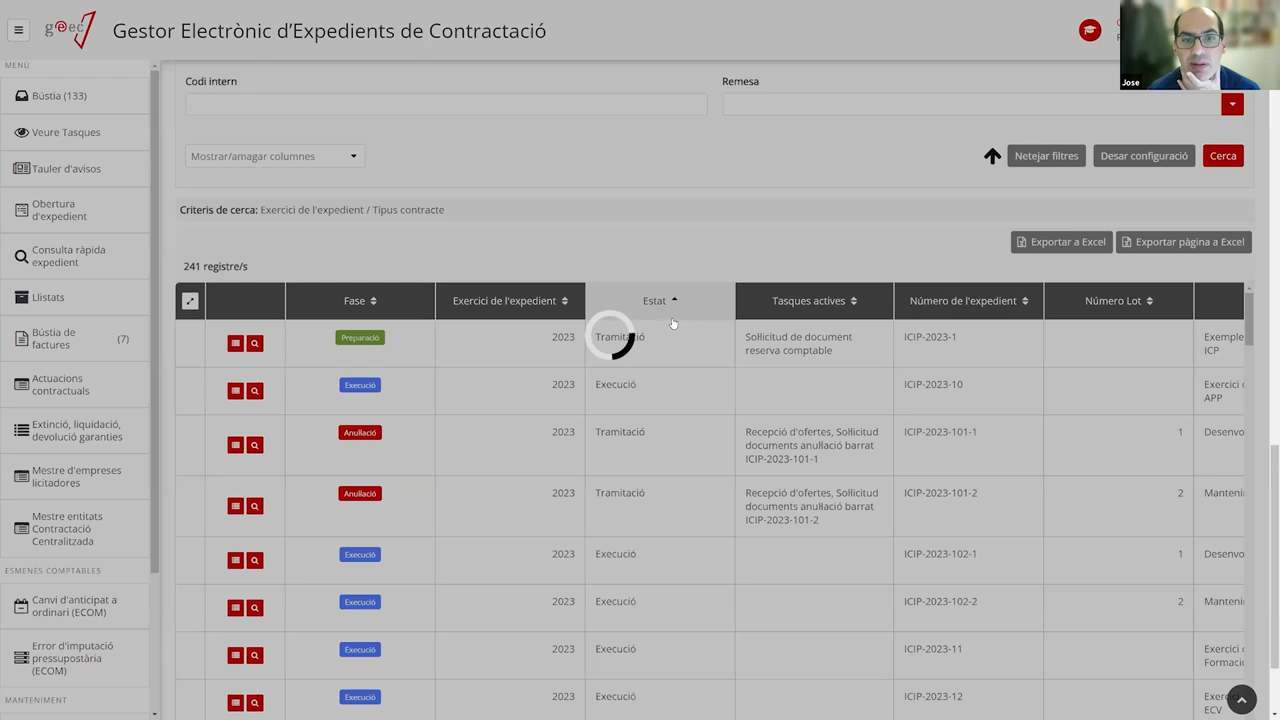 geec
Gestor Electrònic d'Expedients de Contractació
Jose
MENÚ
Bústia (133)
Veure Tasques
Tauler d'avisos
Obertura
d'expedient
Consulta ràpida
expedient
Llistats
Bústia de
factures
(7)
Actuacions
contractuals
Extinció, liquidació,
devolució garanties
Mestre d'empreses
licitadores
Mestre entitats
Contractació
Centralitzada
ESMENES COMPTABLES
Canvi d'anticipat a
ordinari (ECOM)
Error d'imputació
pressupostària
(ECOM)
MANTENIMENT
Codi intern
Remesa
Mostrar/amagar columnes
Netejar filtres
Desar configuració
Cerca
Criteris de cerca: Exercici de l'expedient / Tipus contracte
Exportar a Excel
Exportar pàgina a Excel
241 registre/s
Fase Exercici de l'expedient Estat Tasques actives Número de l'expedient Número Lot
Preparació 2023 Tramitació Sol·licitud de document ICIP-2023-1 Exemple
reserva comptable ICP
Execució 2023 Execució ICIP-2023-10 Exercici
APP
Anul·lació 2023 Tramitació Recepció d'ofertes, Sol·licitud ICIP-2023-101-1 1 Desenvo
documents anul·lació barrat
ICIP-2023-101-1
Anul·lació 2023 Tramitació Recepció d'ofertes, Sol·licitud ICIP-2023-101-2 2 Manteni
documents anul·lació barrat
ICIP-2023-101-2
Execució 2023 Execució ICIP-2023-102-1 1 Desenvo
Execució 2023 Execució ICIP-2023-102-2 2 Manteni
Execució 2023 Execució ICIP-2023-11 Exercici
Formació
Execució 2023 Execució ICIP-2023-12
ECV